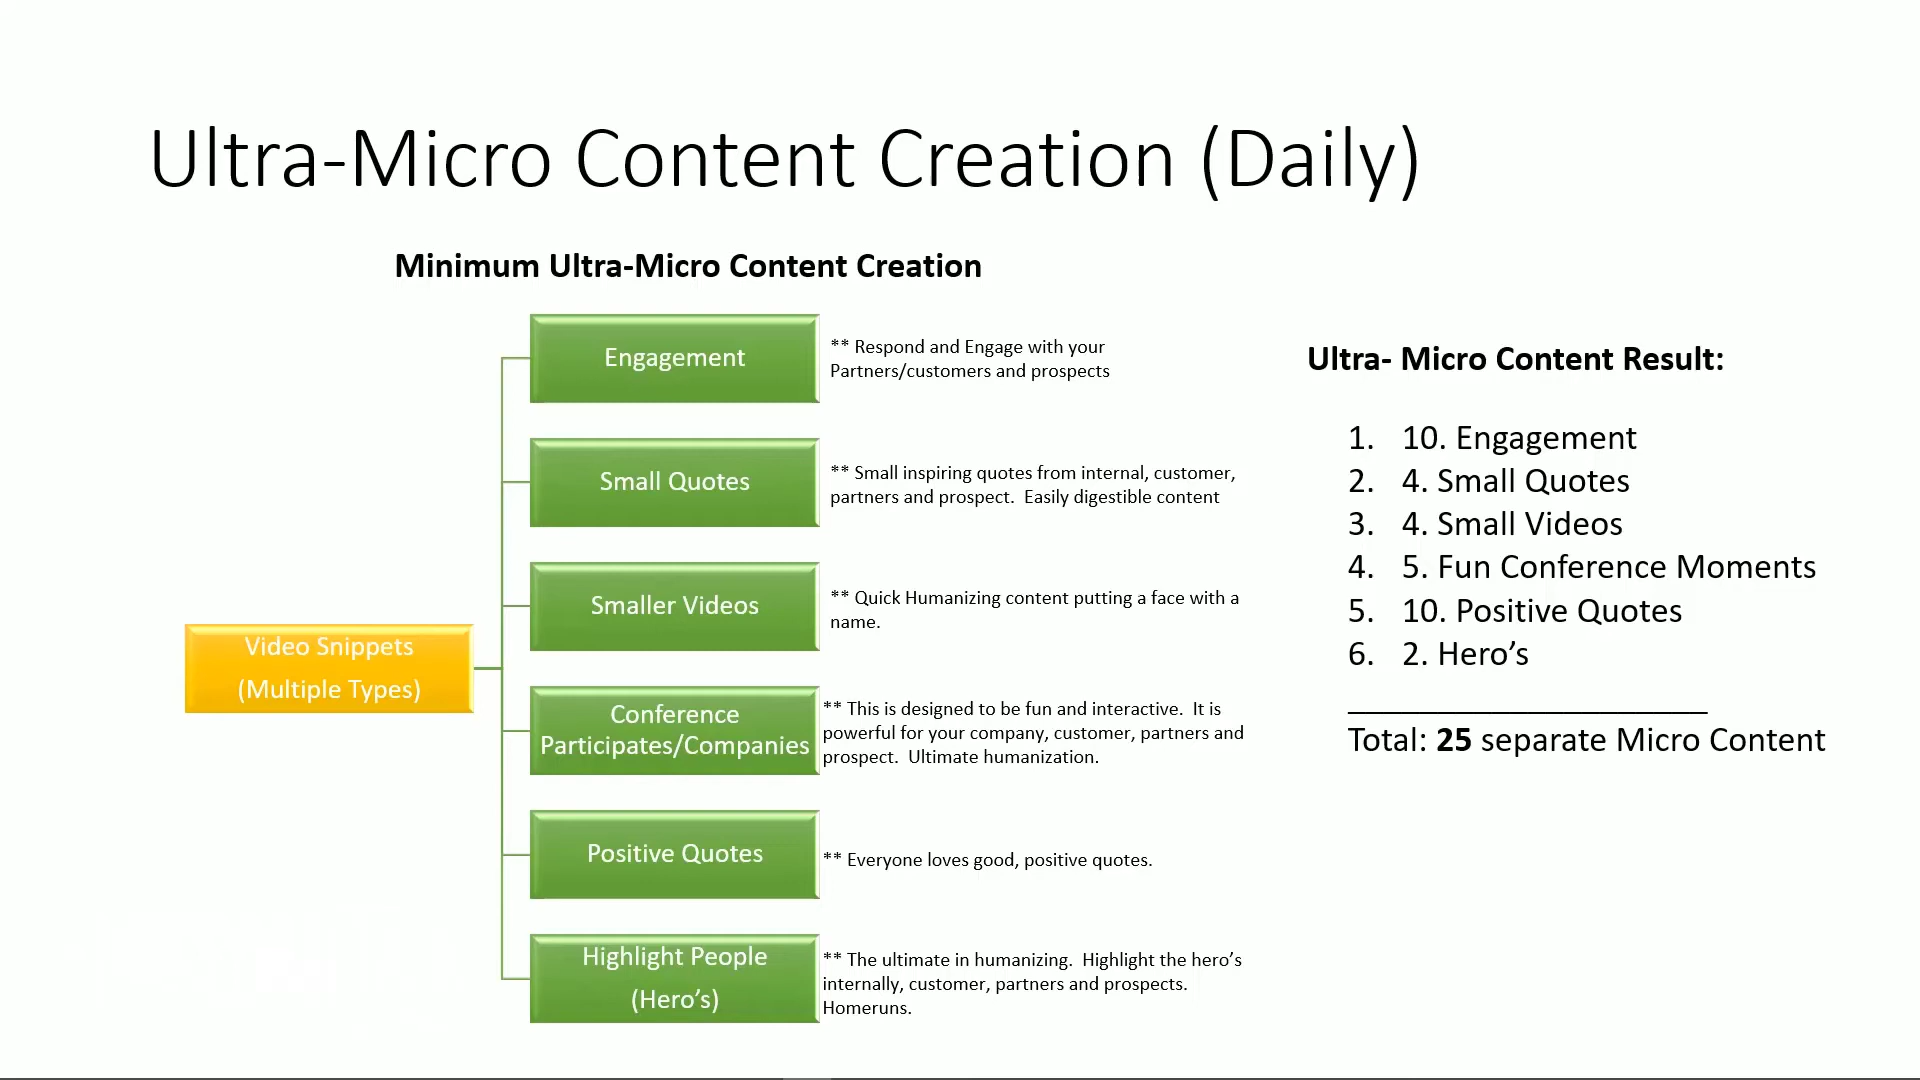 Ultra-Micro Content Creation (Daily)
Minimum Ultra-Micro Content Creation
Video Snippets
(Multiple Types)
Engagement
** Respond and Engage with your
Partners/customers and prospects
Small Quotes
** Small inspiring quotes from internal, customer,
partners and prospect.  Easily digestible content
Smaller Videos
** Quick Humanizing content putting a face with a
name.
Conference
Participates/Companies
** This is designed to be fun and interactive.  It is
powerful for your company, customer, partners and
prospect.  Ultimate humanization.
Positive Quotes
** Everyone loves good, positive quotes.
Highlight People
(Hero’s)
** The ultimate in humanizing.  Highlight the hero’s
internally, customer, partners and prospects.
Homeruns.
Ultra- Micro Content Result:
1. 10. Engagement
2. 4. Small Quotes
3. 4. Small Videos
4. 5. Fun Conference Moments
5. 10. Positive Quotes
6. 2. Hero’s
Total: 25 separate Micro Content